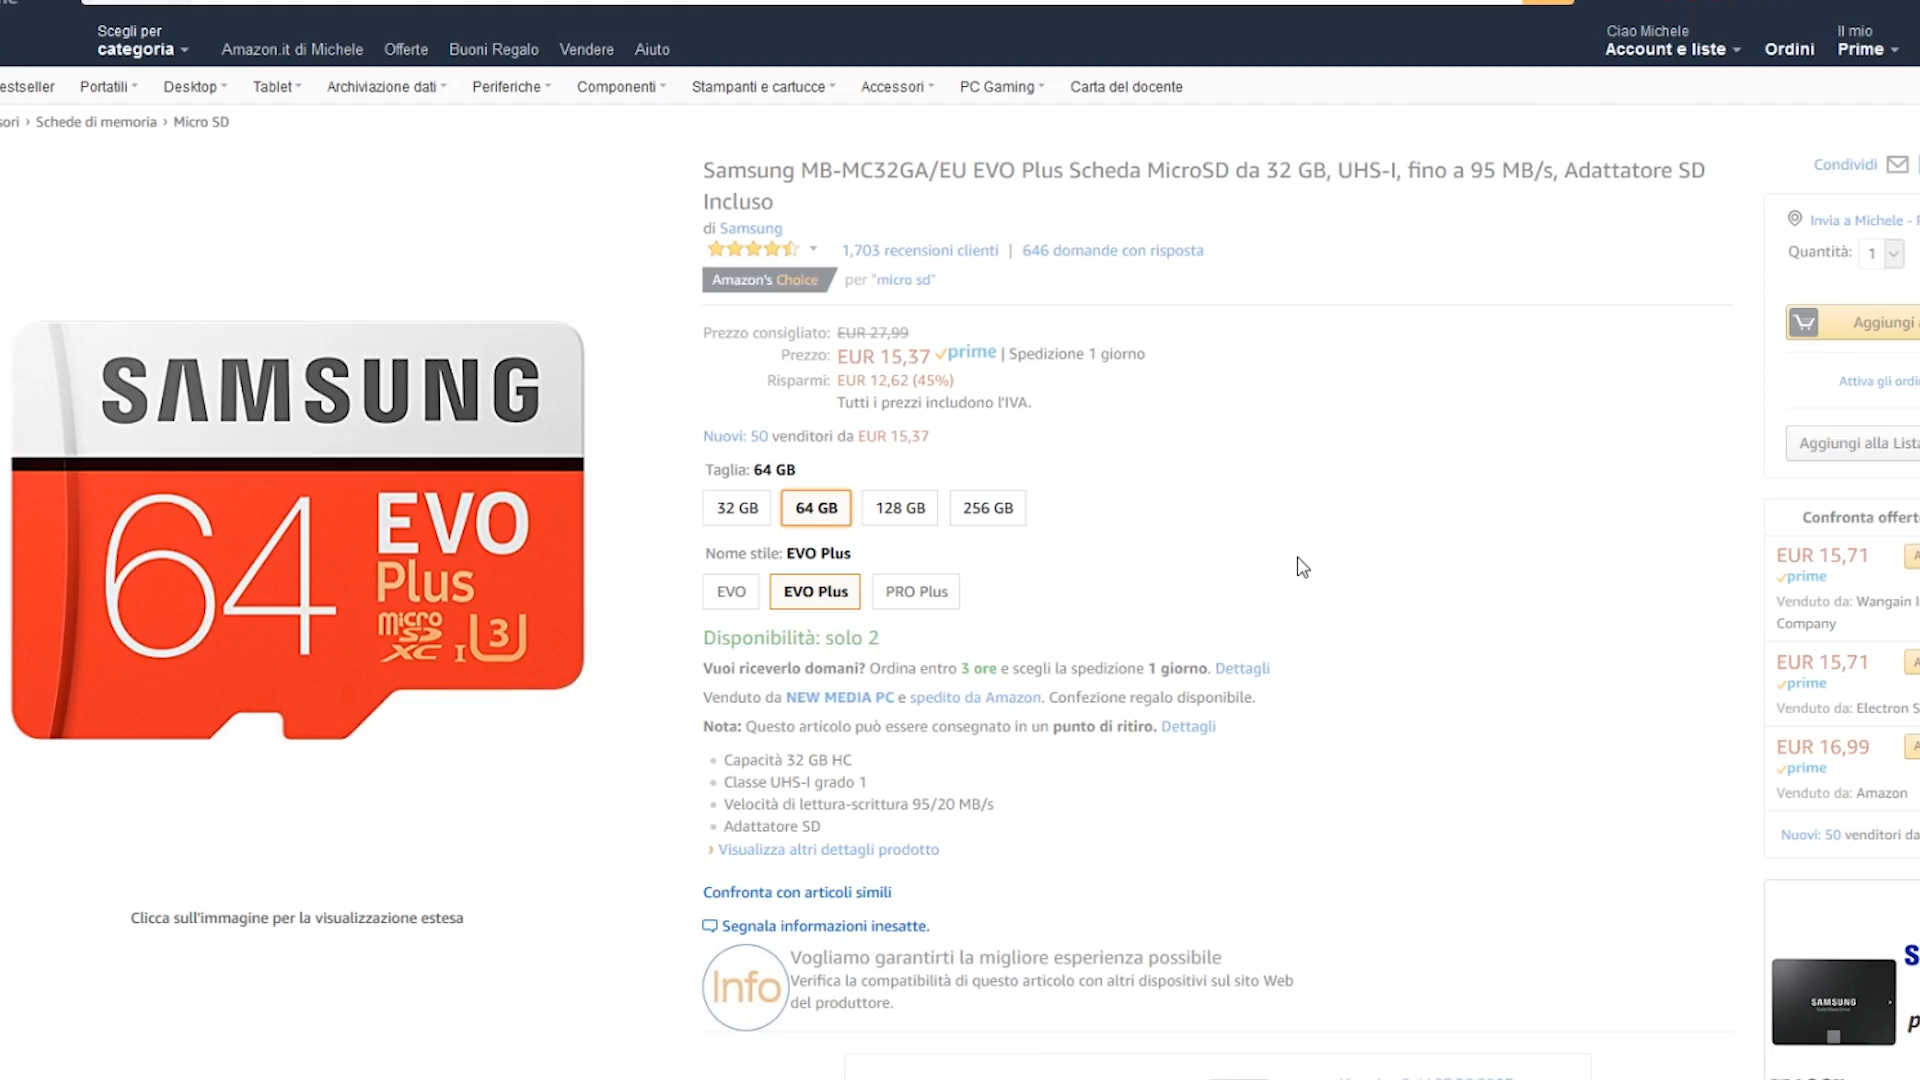 Scegli per
categoria
Amazon.it di Michele
Offerte
Buoni Regalo
Vendere
Aiuto
Ciao Michele
Account e liste
Ordini
Il mio
Prime
estseller
Portatili
Desktop
Tablet
Archiviazione dati
Periferiche
Componenti
Stampanti e cartucce
Accessori
PC Gaming
Carta del docente
sori › Schede di memoria › Micro SD
Samsung MB-MC32GA/EU EVO Plus Scheda MicroSD da 32 GB, UHS-I, fino a 95 MB/s, Adattatore SD
Incluso
di Samsung
1,703 recensioni clienti | 646 domande con risposta
Amazon's Choice per "micro sd"
Prezzo consigliato: EUR 27,99
Prezzo: EUR 15,37 prime | Spedizione 1 giorno
Risparmi: EUR 12,62 (45%)
Tutti i prezzi includono l'IVA.
Nuovi: 50 venditori da EUR 15,37
Taglia: 64 GB
32 GB
64 GB
128 GB
256 GB
Nome stile: EVO Plus
EVO
EVO Plus
PRO Plus
Disponibilità: solo 2
Vuoi riceverlo domani? Ordina entro 3 ore e scegli la spedizione 1 giorno. Dettagli
Venduto da NEW MEDIA PC e spedito da Amazon. Confezione regalo disponibile.
Nota: Questo articolo può essere consegnato in un punto di ritiro. Dettagli
Capacità 32 GB HC
Classe UHS-I grado 1
Velocità di lettura-scrittura 95/20 MB/s
Adattatore SD
› Visualizza altri dettagli prodotto
Confronta con articoli simili
Segnala informazioni inesatte.
Info
Vogliamo garantirti la migliore esperienza possibile
Verifica la compatibilità di questo articolo con altri dispositivi sul sito Web
del produttore.
SAMSUNG
64
EVO
Plus
micro
SD
XC I U3
Clicca sull'immagine per la visualizzazione estesa
Condividi
Invia a Michele -
Quantità: 1
Aggiungi a
Attiva gli ordi
Aggiungi alla Lista
Confronta offerte
EUR 15,71
prime
Venduto da: Wangain I
Company
EUR 15,71
prime
Venduto da: Electron S
EUR 16,99
prime
Venduto da: Amazon
Nuovi: 50 venditori da
SAMSUNG
S
p